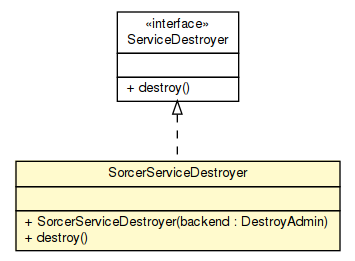 «interface»
ServiceDestroyer
+ destroy()
SorcerServiceDestroyer
+ SorcerServiceDestroyer(backend : DestroyAdmin)
+ destroy()